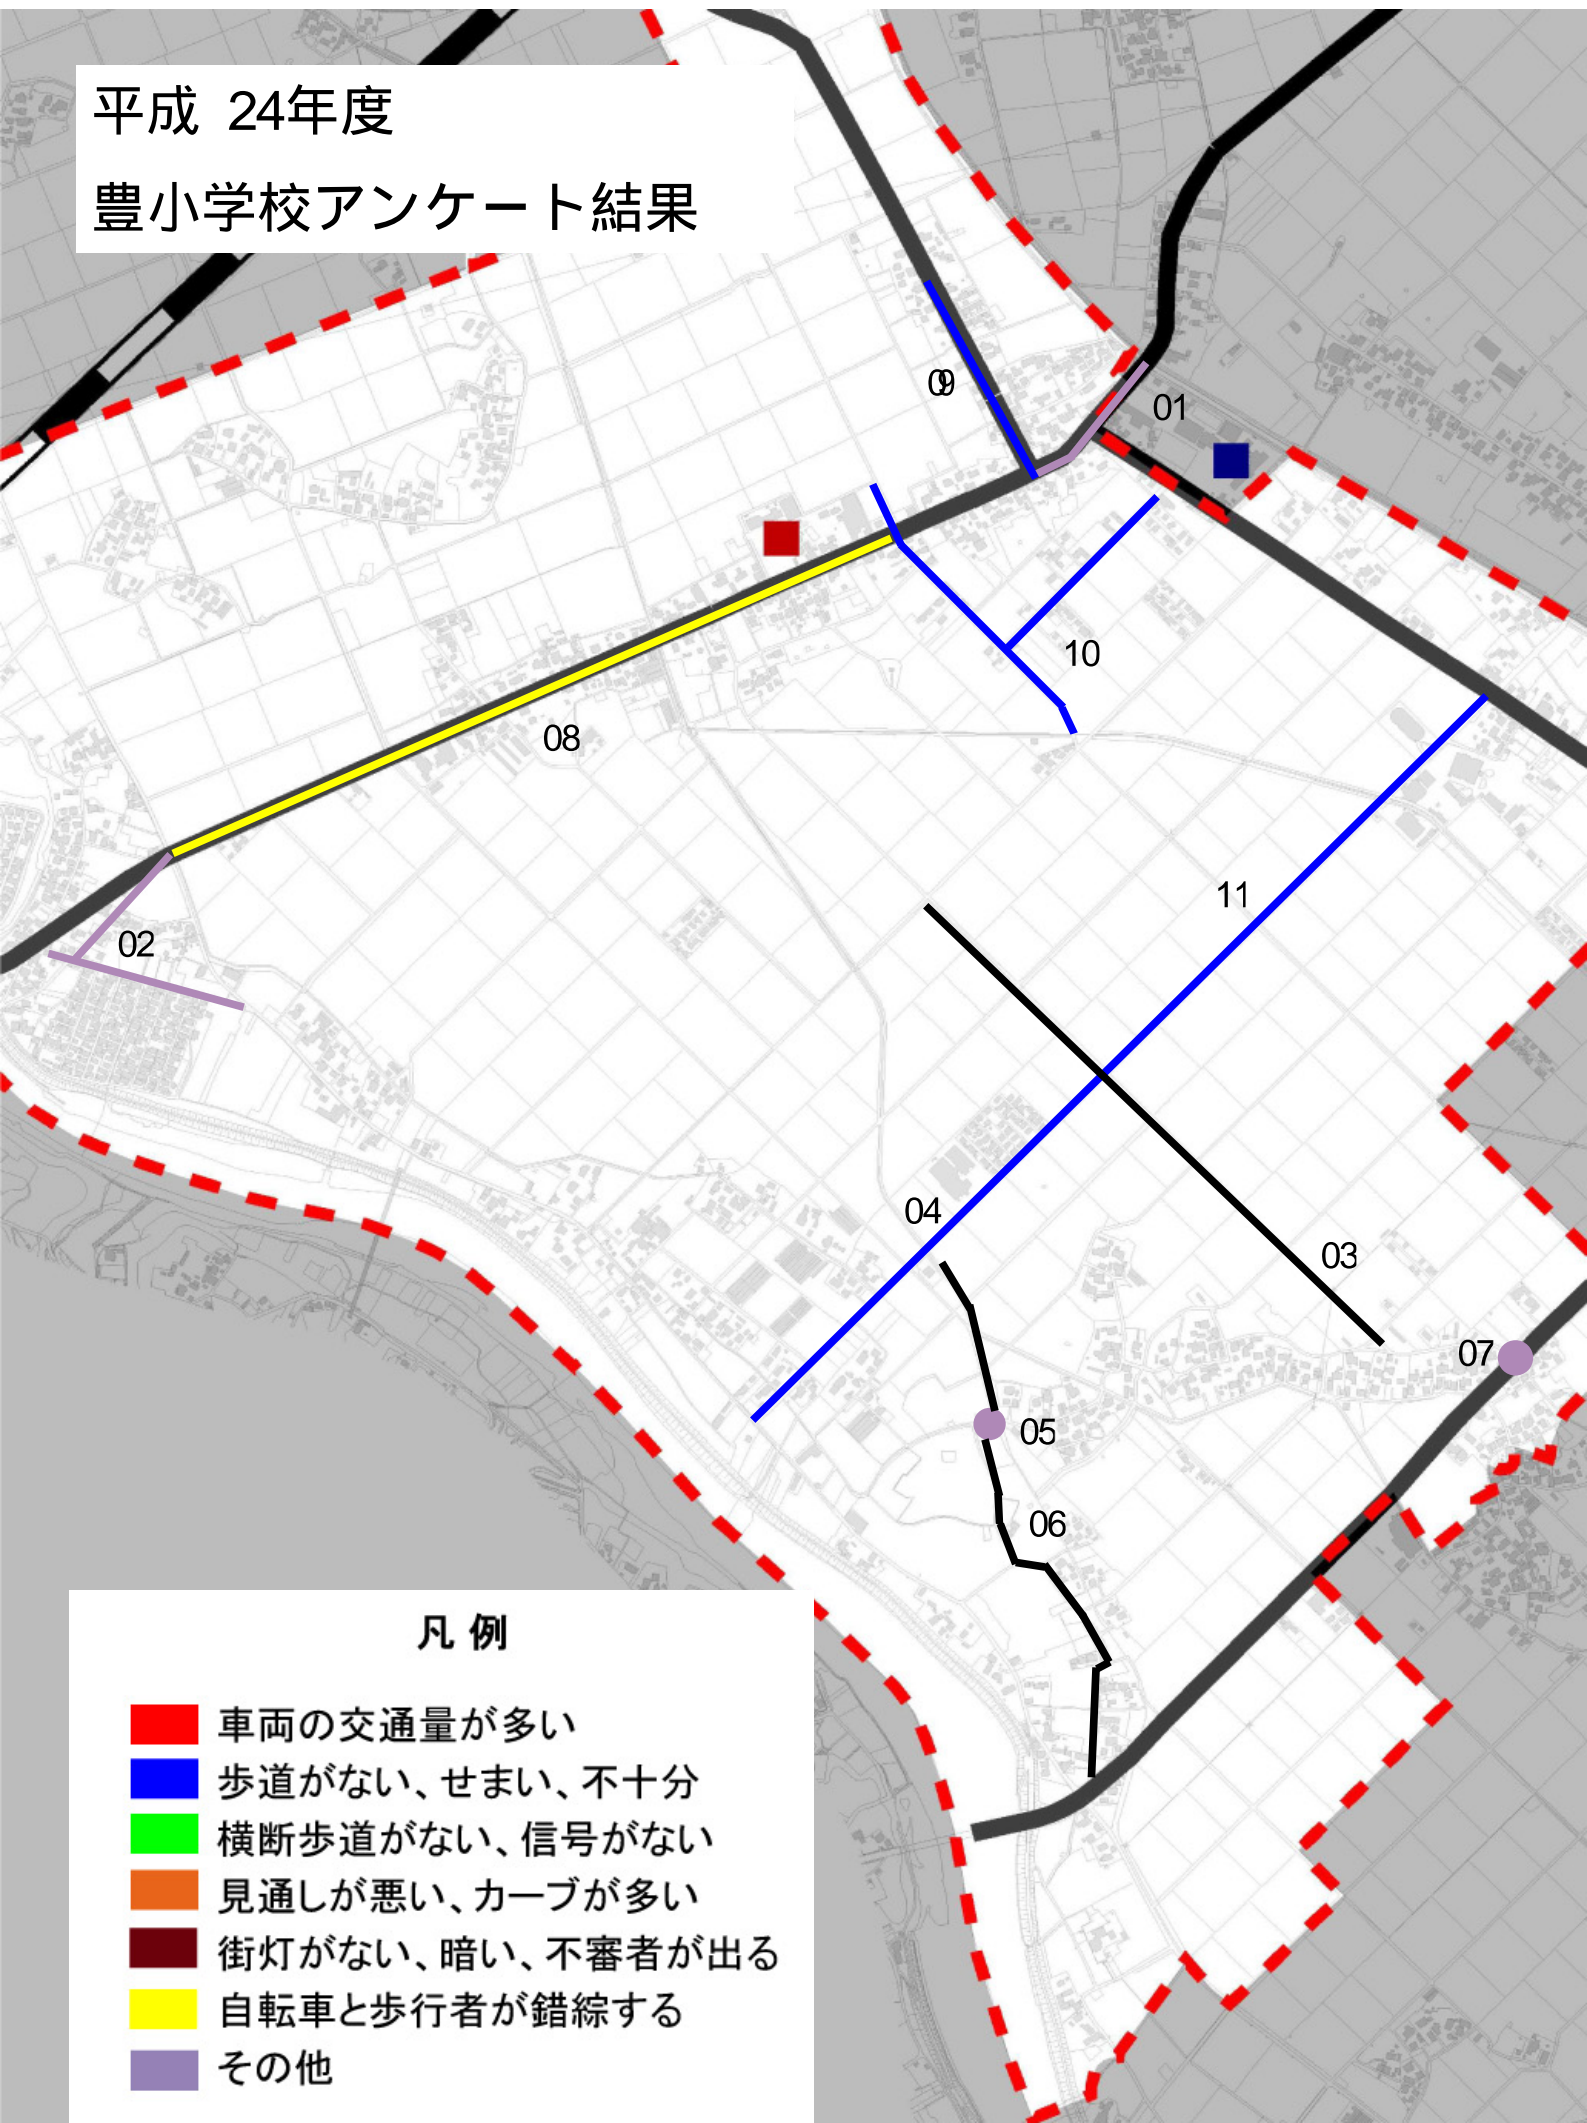 平成 24年度
豊小学校アンケート結果
09
01
10
08
11
02
04
03
07
05
06
凡例
車両の交通量が多い
歩道がない、せまい、不十分
横断歩道がない、信号がない
見通しが悪い、カーブが多い
街灯がない、暗い、不審者が出る
自転車と歩行者が錯綜する
その他